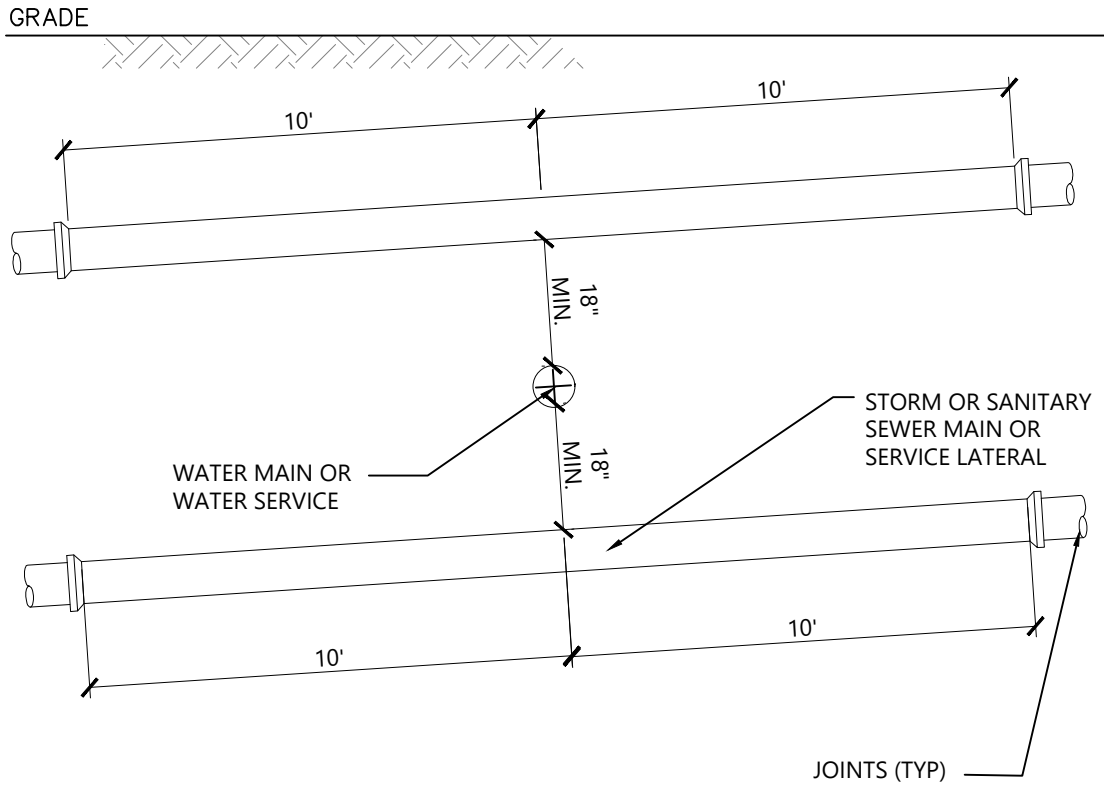 GRADE
10'
10'
18"
MIN.
WATER MAIN OR
WATER SERVICE
STORM OR SANITARY
SEWER MAIN OR
SERVICE LATERAL
18"
MIN.
10'
10'
JOINTS (TYP)